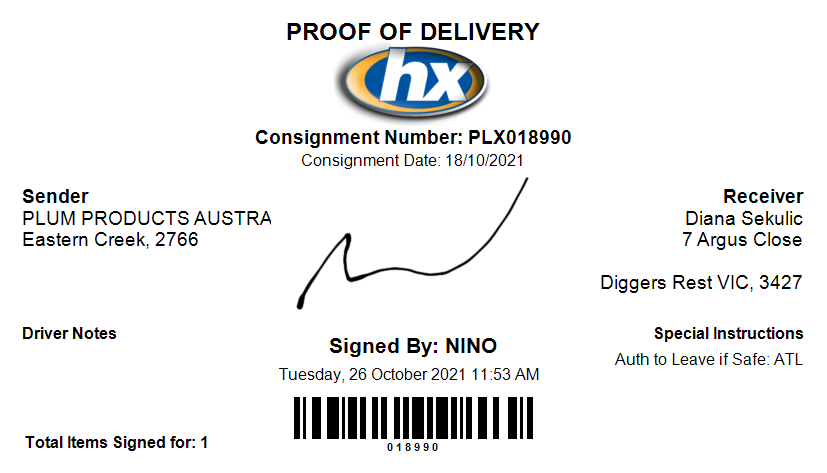 PROOF OF DELIVERY
hx
Consignment Number: PLX018990
Consignment Date: 18/10/2021
Sender
PLUM PRODUCTS AUSTRA
Eastern Creek, 2766
Receiver
Diana Sekulic
7 Argus Close
Diggers Rest VIC, 3427
Driver Notes
Signed By: NINO
Tuesday, 26 October 2021 11:53 AM
Special Instructions
Auth to Leave if Safe: ATL
Total Items Signed for: 1
018990